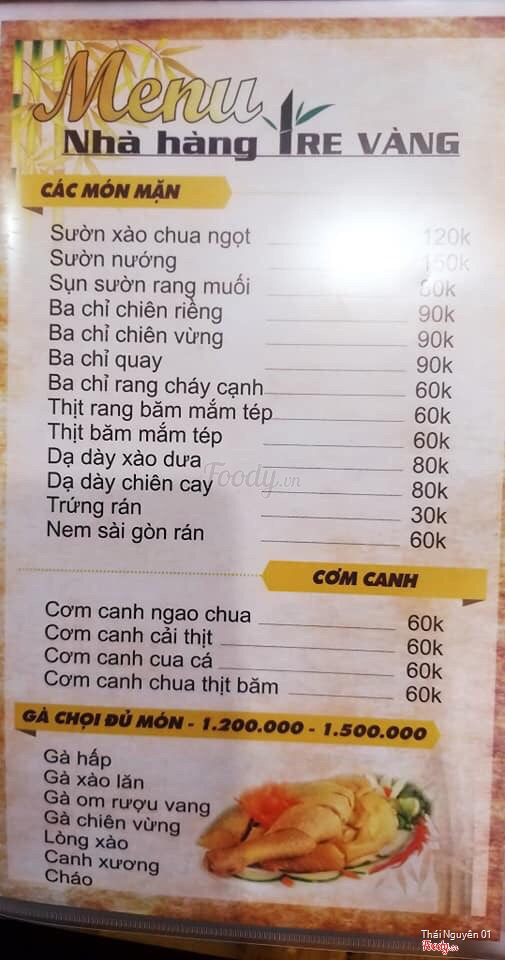 Menu
Nhà hàng TRE VÀNG
CÁC MÓN MẶN
Sườn xào chua ngọt 120k
Sườn nướng 150k
Sụn sườn rang muối 80k
Ba chỉ chiên riềng 90k
Ba chỉ chiên vừng 90k
Ba chỉ quay 90k
Ba chỉ rang cháy cạnh 60k
Thịt rang băm mắm tép 60k
Thịt băm mắm tép 60k
Dạ dày xào dưa 80k
Dạ dày chiên cay 80k
Trứng rán 30k
Nem sài gòn rán 60k
Foody.vn
CƠM CANH
Cơm canh ngao chua 60k
Cơm canh cải thịt 60k
Cơm canh cua cá 60k
Cơm canh chua thịt băm 60k
GÀ CHỌI ĐỦ MÓN - 1.200.000 - 1.500.000
Gà hấp
Gà xào lăn
Gà om rượu vang
Gà chiên vừng
Lòng xào
Canh xương
Cháo
Thái Nguyên 01
Foody.vn